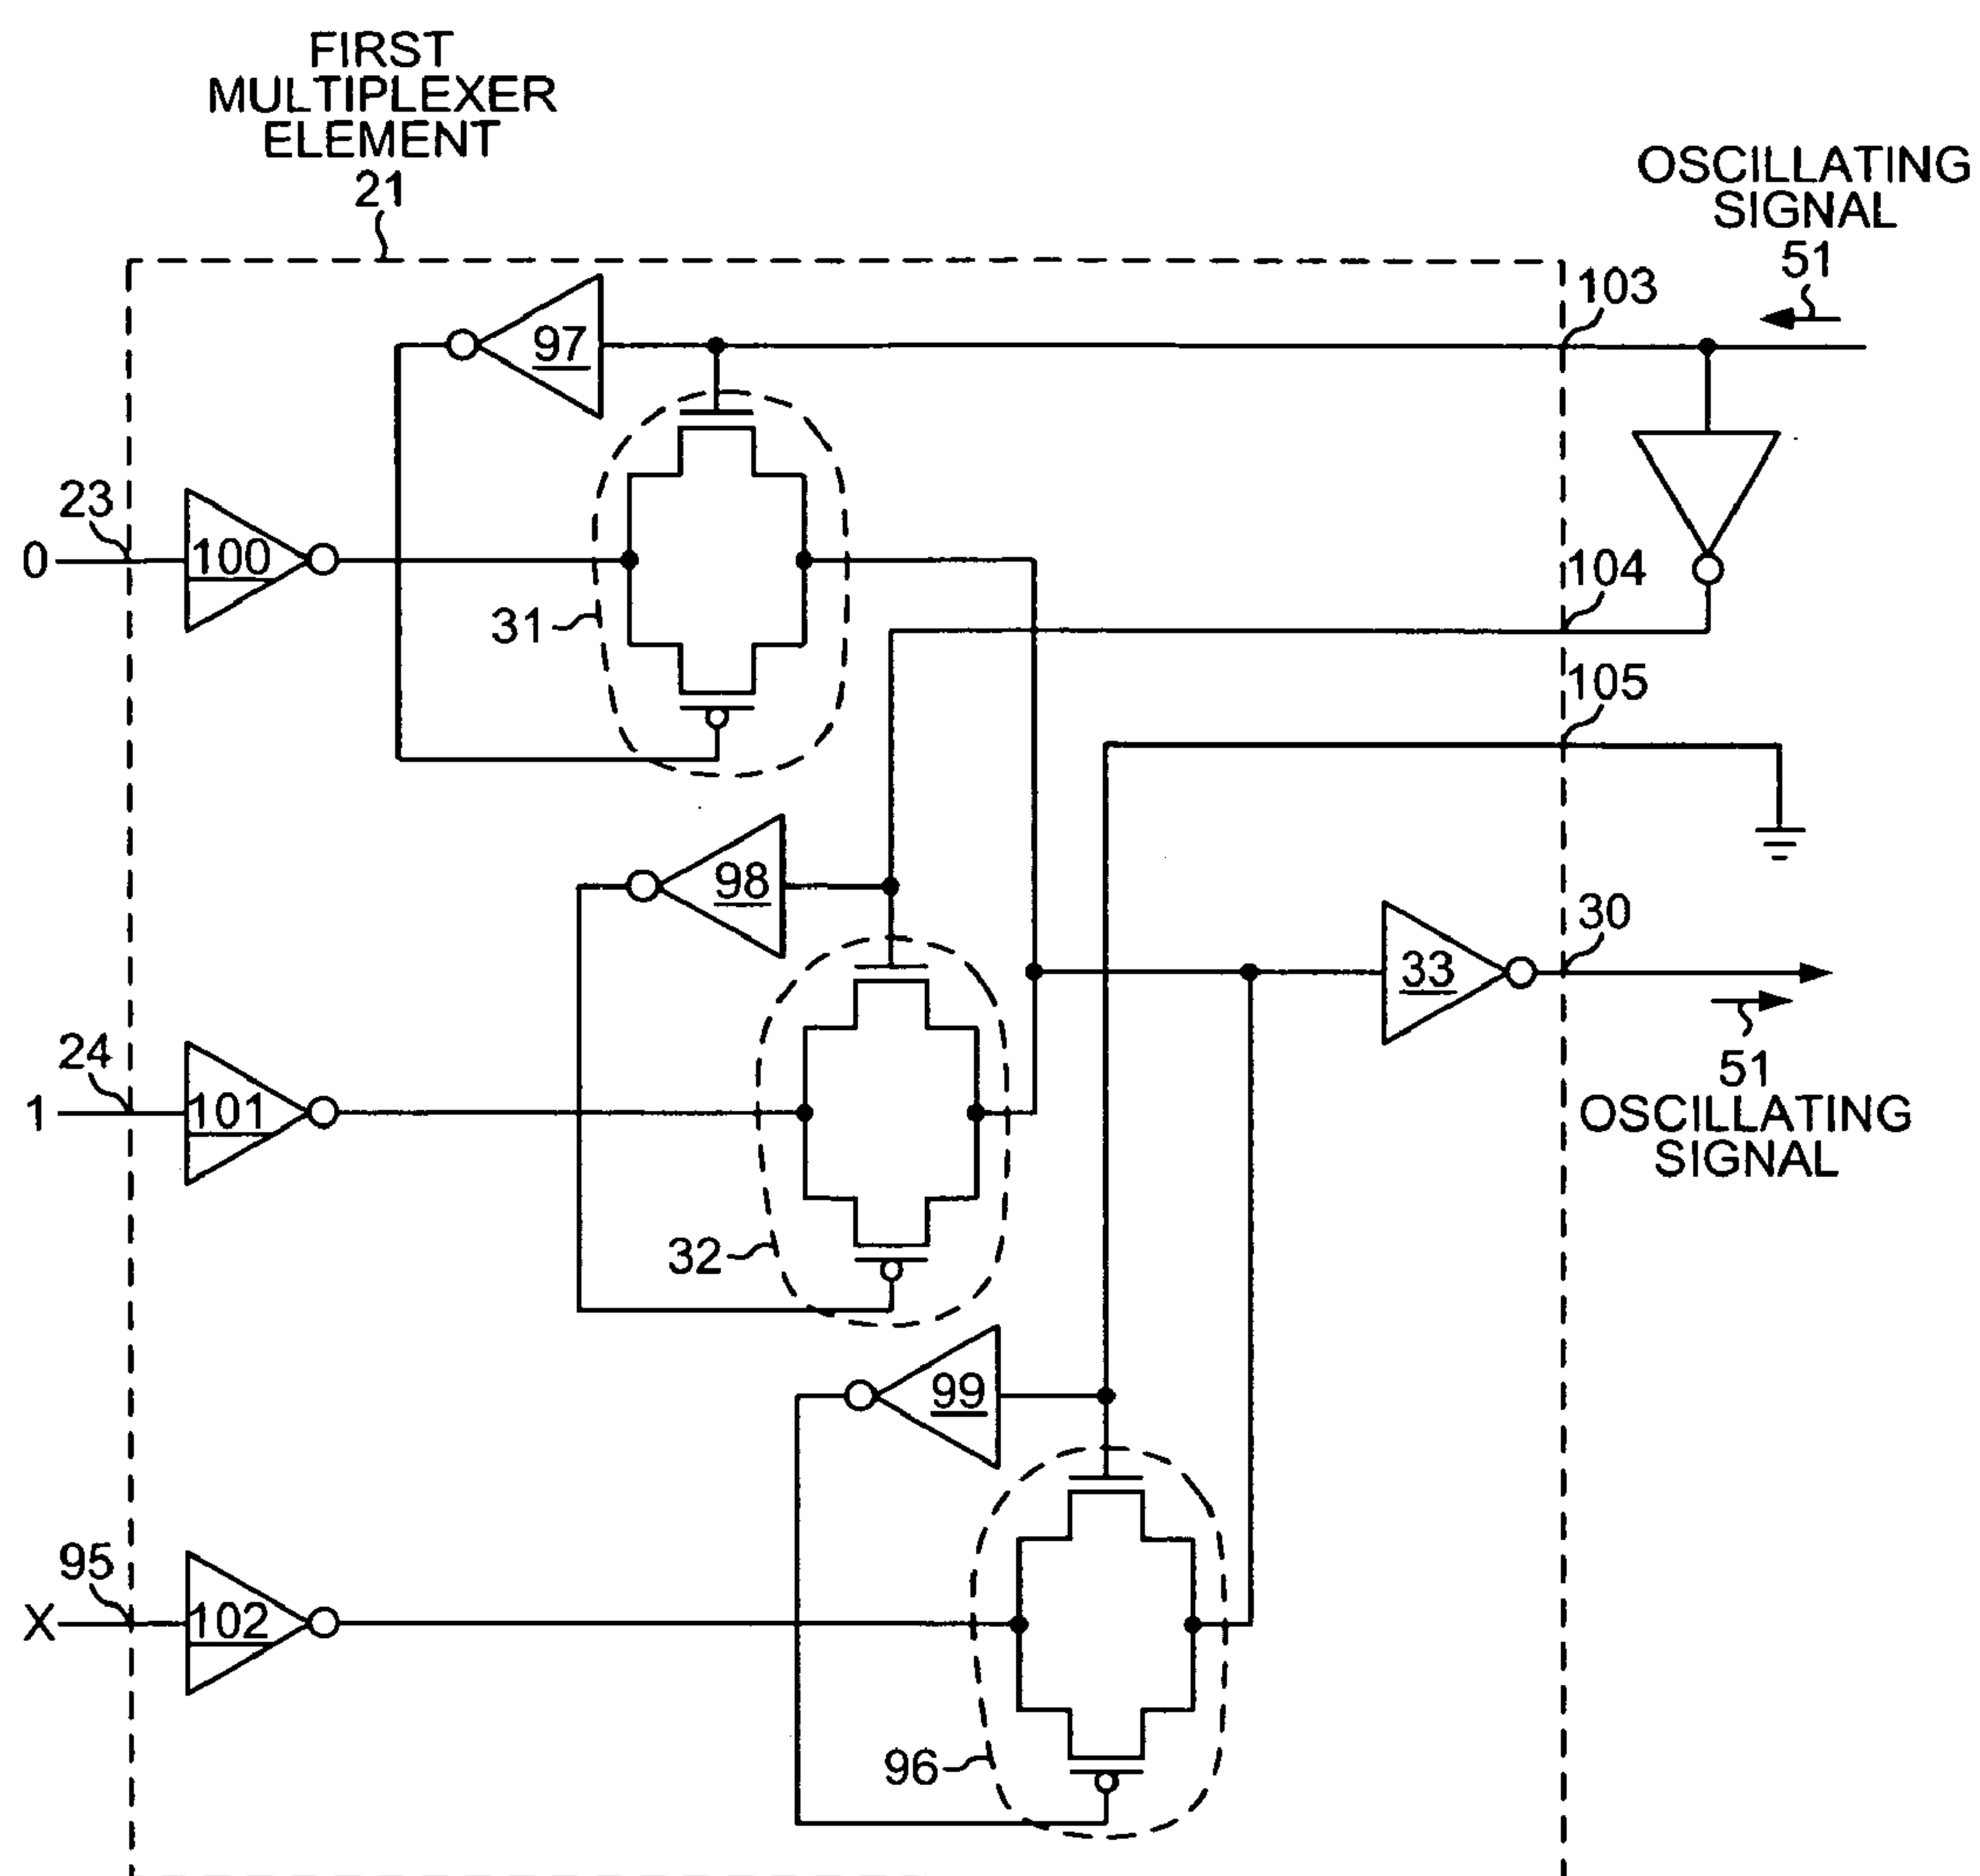 FIRST
MULTIPLEXER
ELEMENT
21
OSCILLATING
SIGNAL
51
103
97
23
0
100
31
104
105
98
30
33
24
1
101
51
OSCILLATING
SIGNAL
32
99
95
X
102
96